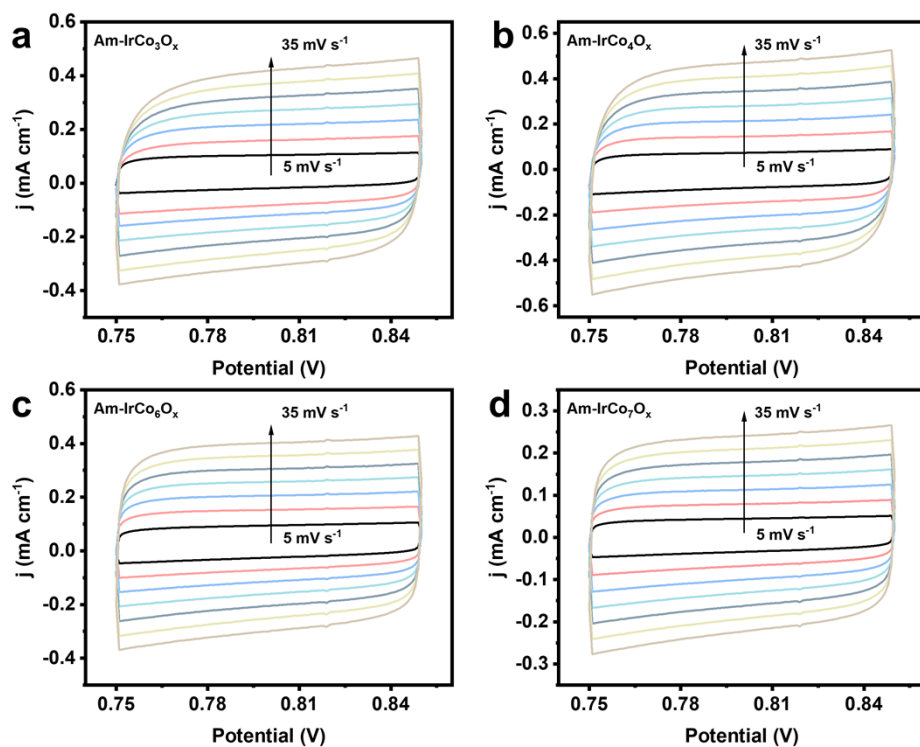 a
Am-IrCo₃Oₓ
35 mV s⁻¹
5 mV s⁻¹
0.6
0.4
0.2
0.0
-0.2
-0.4
j (mA cm⁻¹)
0.75 0.78 0.81 0.84
Potential (V)
b
Am-IrCo₄Oₓ
35 mV s⁻¹
5 mV s⁻¹
0.6
0.4
0.2
0.0
-0.2
-0.4
-0.6
j (mA cm⁻¹)
0.75 0.78 0.81 0.84
Potential (V)
c
Am-IrCo₆Oₓ
35 mV s⁻¹
5 mV s⁻¹
0.6
0.4
0.2
0.0
-0.2
-0.4
j (mA cm⁻¹)
0.75 0.78 0.81 0.84
Potential (V)
d
Am-IrCo₇Oₓ
35 mV s⁻¹
5 mV s⁻¹
0.3
0.2
0.1
0.0
-0.1
-0.2
-0.3
j (mA cm⁻¹)
0.75 0.78 0.81 0.84
Potential (V)